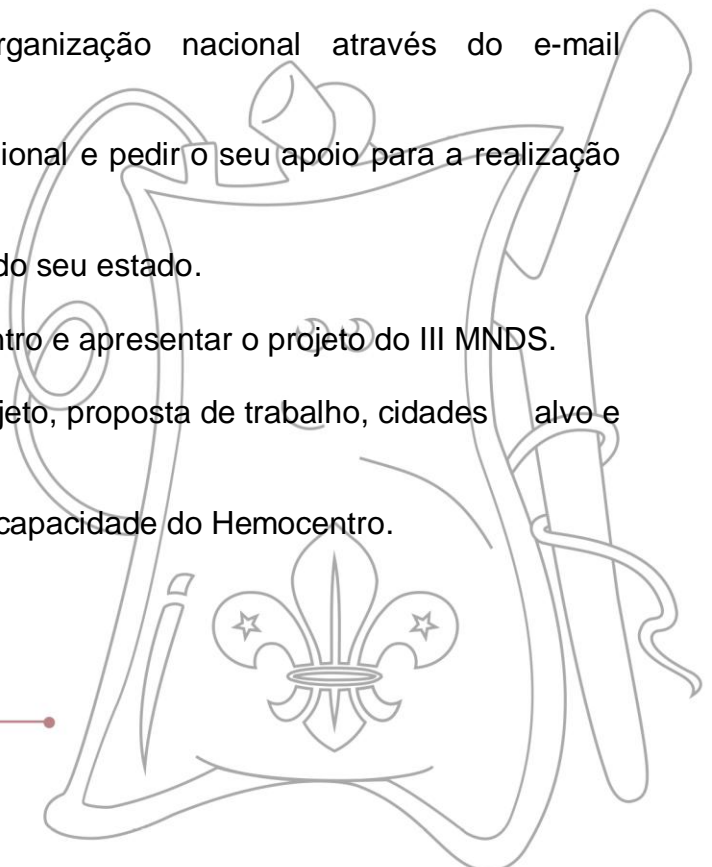 rganização nacional através do e-mail
ional e pedir o seu apoio para a realização
do seu estado.
ntro e apresentar o projeto do III MNDS.
jeto, proposta de trabalho, cidades alvo e
capacidade do Hemocentro.